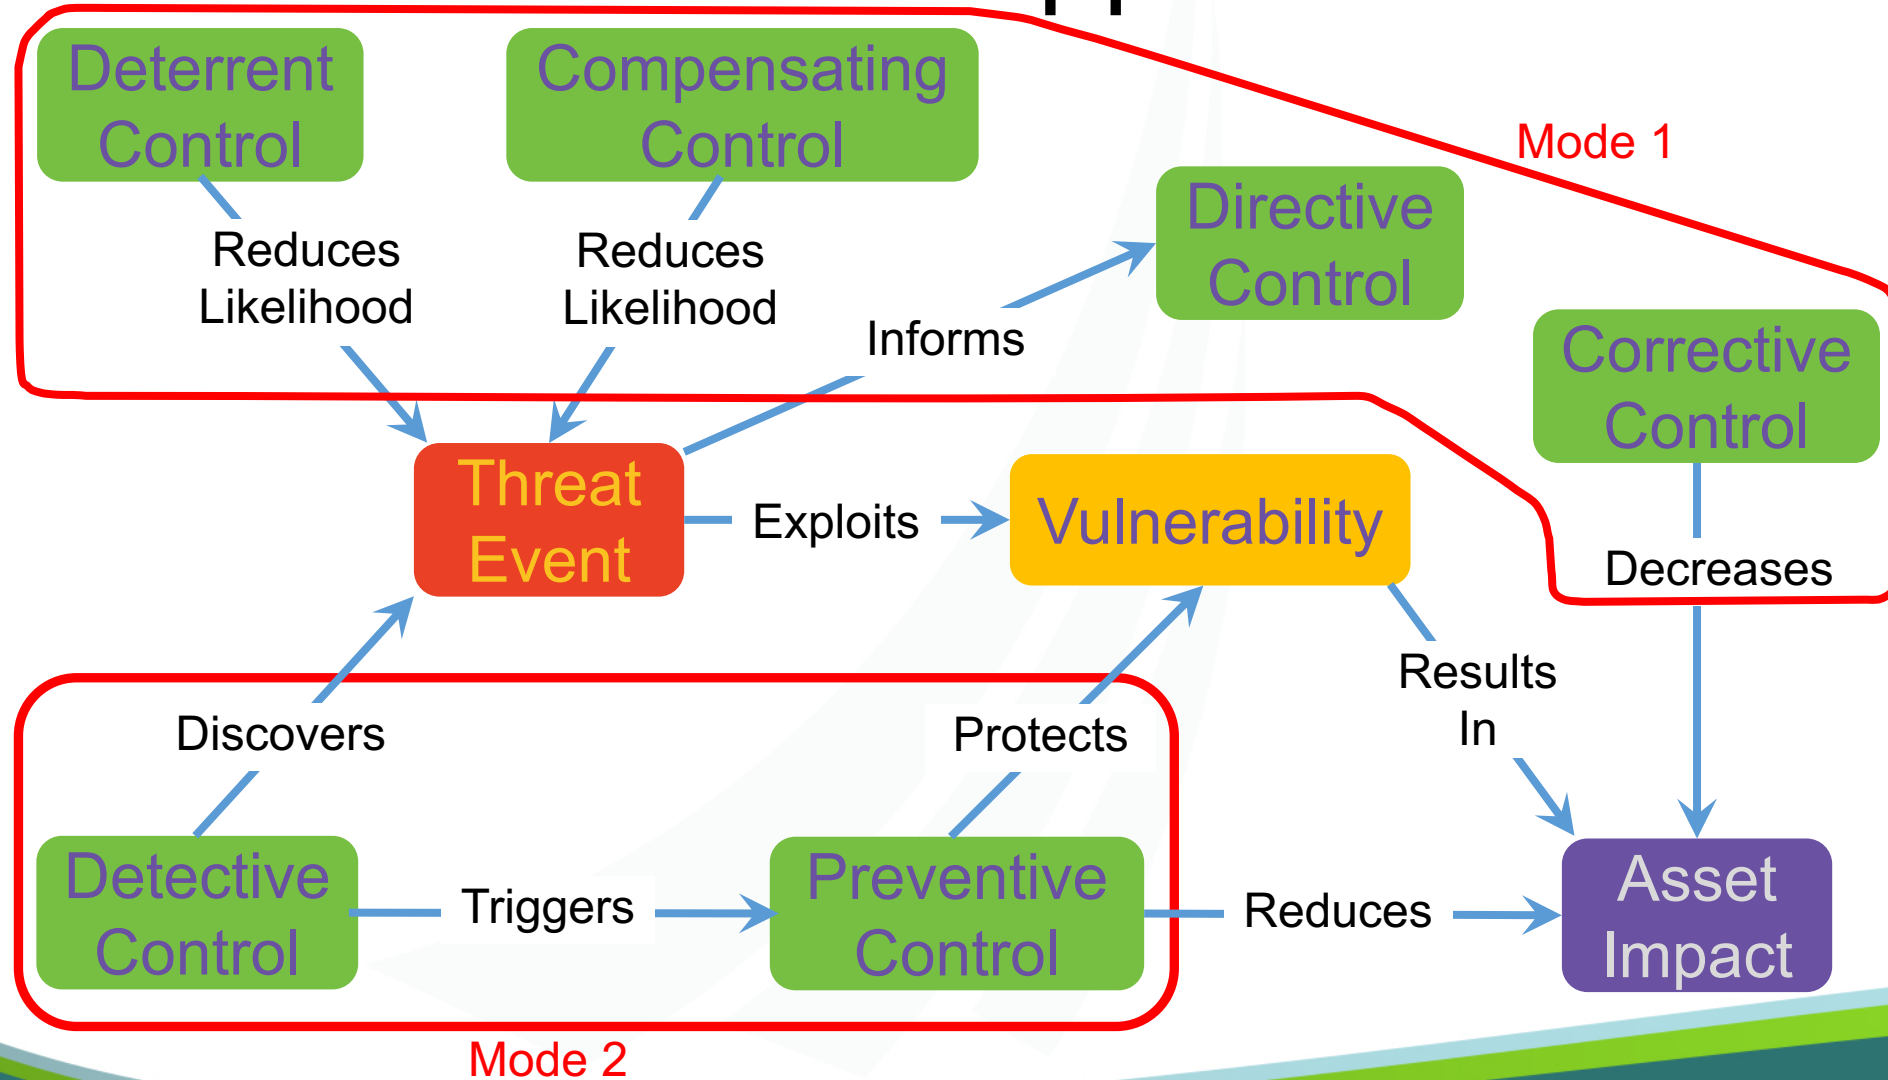 Deterrent
Control
Compensating
Control
Mode 1
Directive
Control
Reduces
Likelihood
Reduces
Likelihood
Informs
Corrective
Control
Threat
Event
Exploits
Vulnerability
Decreases
Results
In
Discovers
Protects
Detective
Control
Triggers
Preventive
Control
Reduces
Asset
Impact
Mode 2